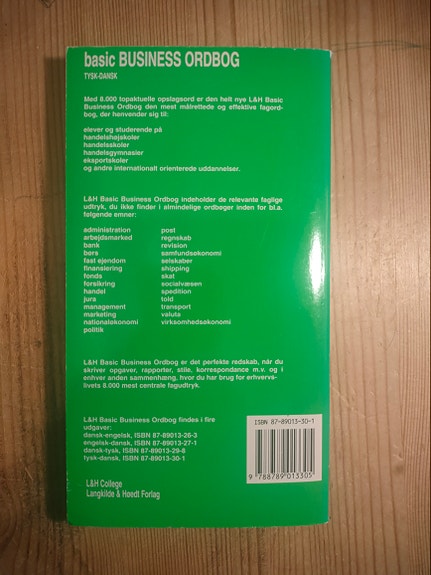 basic BUSINESS ORDBOG
TYSK-DANSK
Med 8.000 topaktuelle opslagsord er den helt nye L&H Basic
Business Ordbog den mest målrettede og effektive fagord-
bog, der henvender sig til:
elever og studerende på
handelshøjskoler
handelsskoler
handelsgymnasier
eksportskoler
og andre internationalt orienterede uddannelser.
L&H Basic Business Ordbog indeholder de relevante faglige
udtryk, du ikke finder i almindelige ordbøger inden for bl.a.
følgende emner:
administration
arbejdsmarked
bank
børs
fast ejendom
finansiering
fonds
forsikring
handel
jura
management
marketing
nationaløkonomi
politik
post
regnskab
revision
samfundsøkonomi
selskaber
shipping
skat
socialvæsen
spedition
told
transport
valuta
virksomhedsøkonomi
L&H Basic Business Ordbog er det perfekte redskab, når du
skriver opgaver, rapporter, stile, korrespondance m.v. og i
enhver anden sammenhæng, hvor du har brug for erhvervs-
livets 8.000 mest centrale fagudtryk.
L&H Basic Business Ordbog findes i fire
udgaver:
dansk-engelsk, ISBN 87-89013-26-3
engelsk-dansk, ISBN 87-89013-27-1
dansk-tysk, ISBN 87-89013-29-8
tysk-dansk, ISBN 87-89013-30-1
ISBN 87-89013-30-1
9 788789 013305
L&H College
Langkilde & Høedt Forlag